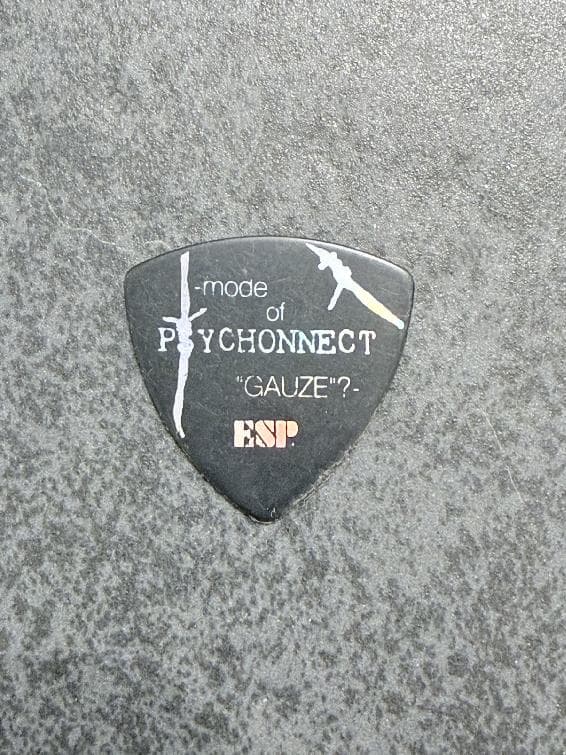 -mode
of
PSYCHONNECT
"GAUZE"?-
ESP.